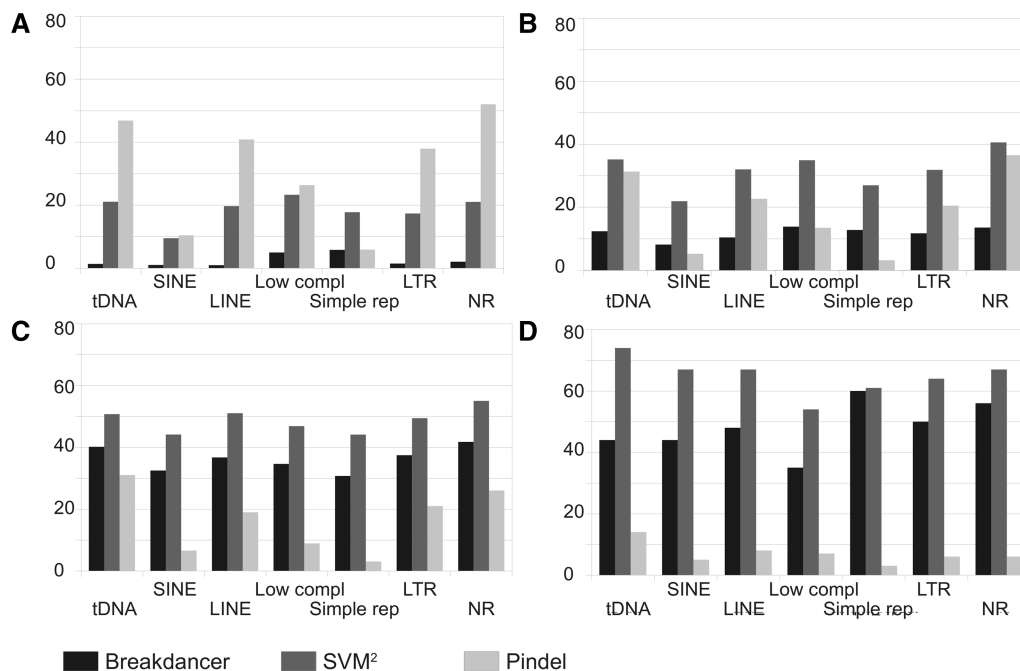 A
80
60
40
20
0
SINE Low compl LTR
tDNA LINE Simple rep NR
B
80
60
40
20
0
SINE Low compl LTR
tDNA LINE Simple rep NR
C
80
60
40
20
0
SINE Low compl LTR
tDNA LINE Simple rep NR
D
80
60
40
20
0
SINE Low compl LTR
tDNA LINE Simple rep NR
Breakdancer SVM² Pindel